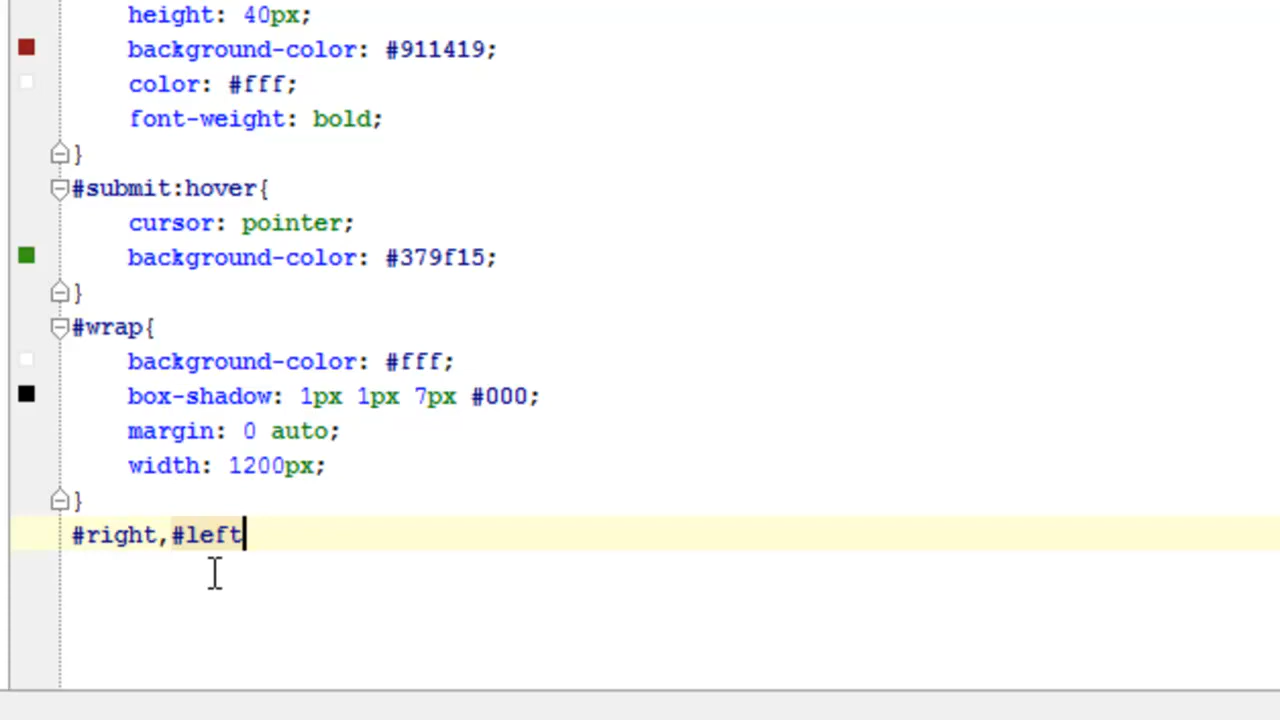 height: 40px;
background-color: #911419;
color: #fff;
font-weight: bold;
}
#submit:hover{
cursor: pointer;
background-color: #379f15;
}
#wrap{
background-color: #fff;
box-shadow: 1px 1px 7px #000;
margin: 0 auto;
width: 1200px;
}
#right,#left